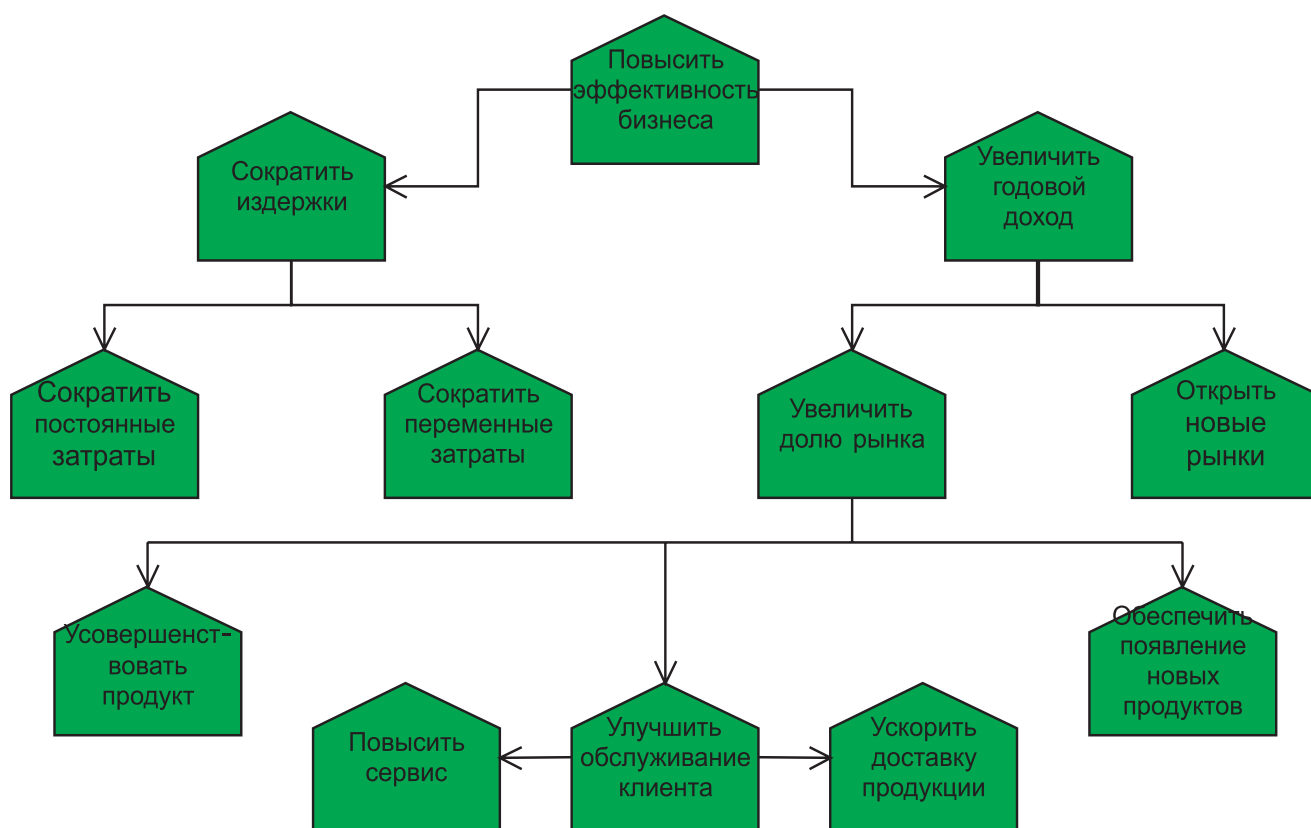 Повысить
эффективность
бизнеса
Сократить
издержки
Увеличить
годовой
доход
Сократить
постоянные
затраты
Сократить
переменные
затраты
Увеличить
долю рынка
Открыть
новые
рынки
Усовершенст-
вовать
продукт
Обеспечить
появление
новых
продуктов
Повысить
сервис
Улучшить
обслуживание
клиента
Ускорить
доставку
продукции